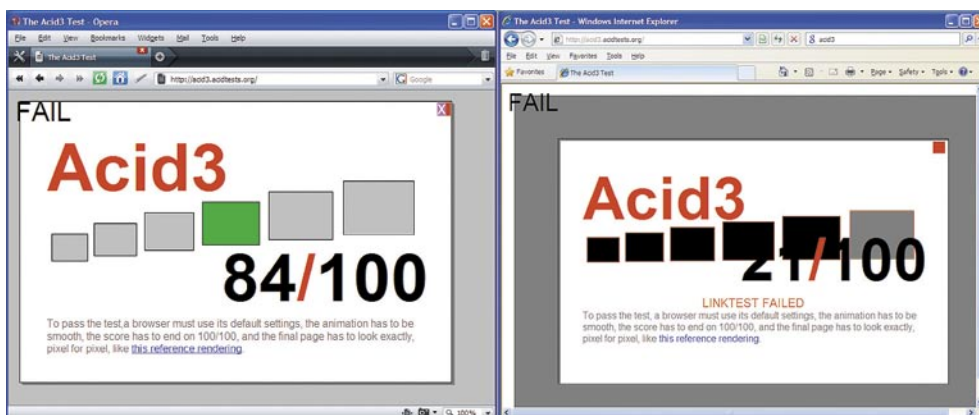 The Acid3 Test - Opera
File Edit View Bookmarks Widgets Mail Tools Help
The Acid3 Test
http://acid3.acidtests.org/
Google
FAIL
X
Acid3
84/100
To pass the test,a browser must use its default settings, the animation has to be
smooth, the score has to end on 100/100, and the final page has to look exactly,
pixel for pixel, like this reference rendering.
100%
The Acid3 Test - Windows Internet Explorer
http://acid3.acidtests.org/
acid3
File Edit View Favorites Tools Help
Favorites
The Acid3 Test
Page Safety Tools
FAIL
Acid3
21/100
LINKTEST FAILED
To pass the test, a browser must use its default settings, the animation has to be
smooth, the score has to end on 100/100, and the final page has to look exactly,
pixel for pixel, like this reference rendering.